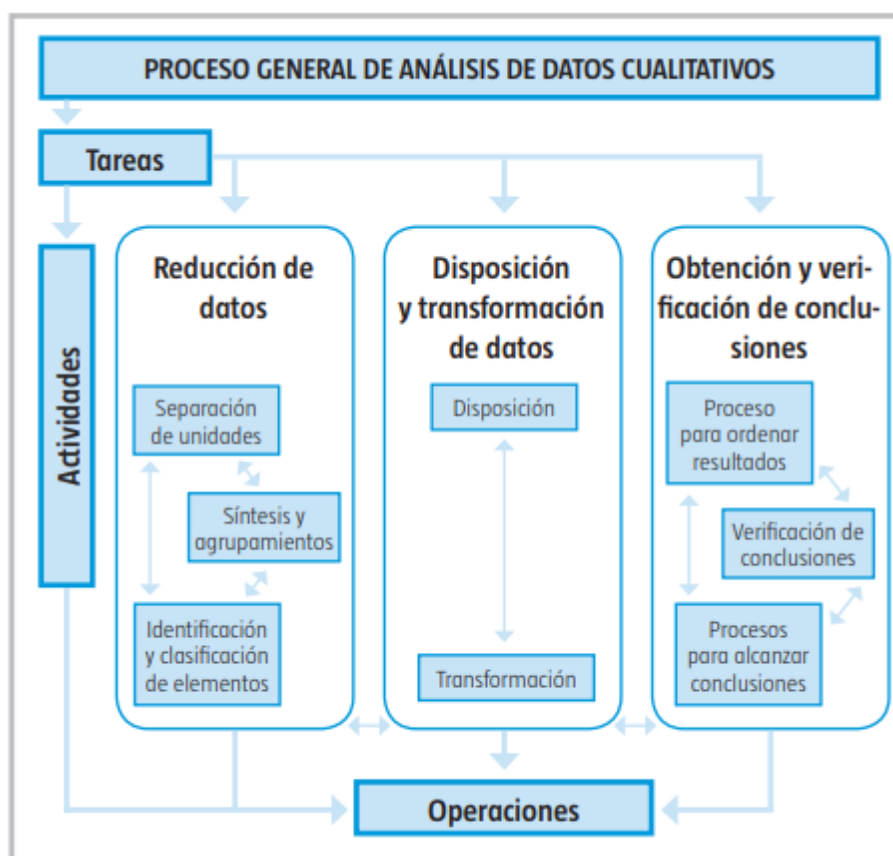 PROCESO GENERAL DE ANÁLISIS DE DATOS CUALITATIVOS
Tareas
Actividades
Reducción de
datos
Separación
de unidades
Síntesis y
agrupamientos
Identificación
y clasificación
de elementos
Disposición
y transformación
de datos
Disposición
Transformación
Obtención y veri-
ficación de conclu-
siones
Proceso
para ordenar
resultados
Verificación de
conclusiones
Procesos
para alcanzar
conclusiones
Operaciones